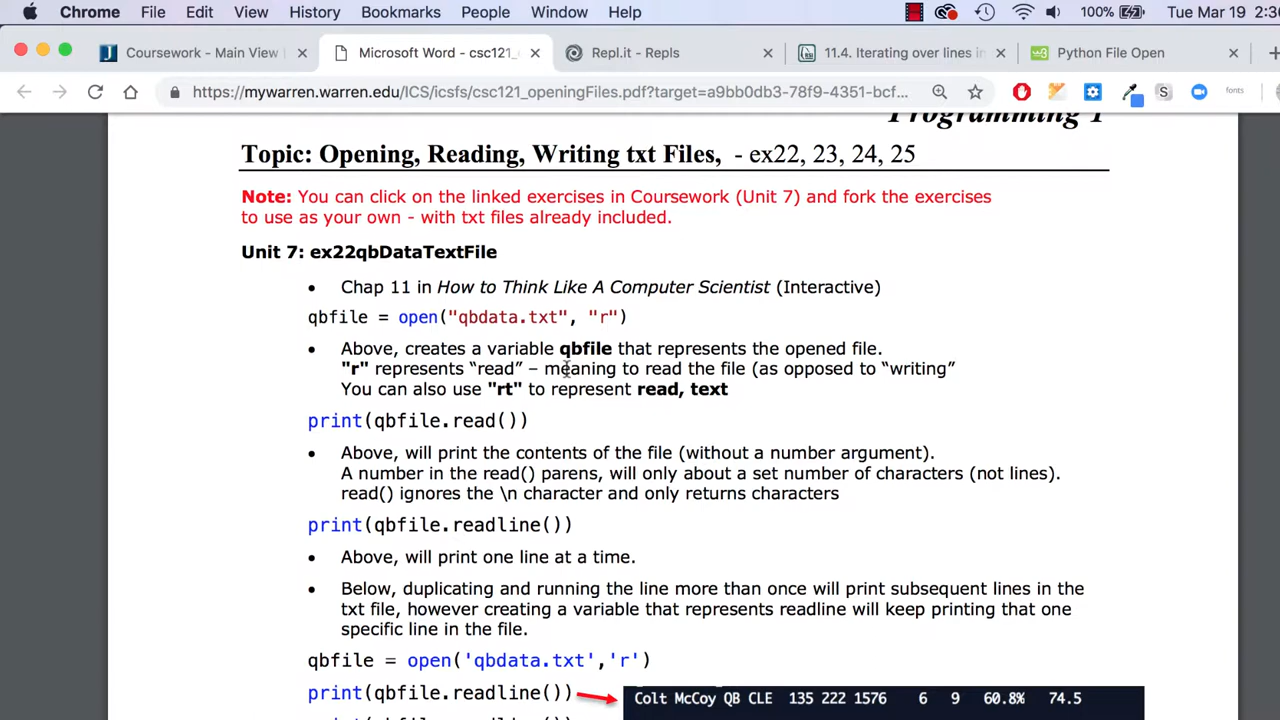 Chrome File Edit View History Bookmarks People Window Help 100% Tue Mar 19 2:3
Coursework - Main View Microsoft Word - csc121_ Repl.it - Repls 11.4. Iterating over lines in Python File Open
https://mywarren.warren.edu/ICS/icsfs/csc121_openingFiles.pdf?target=a9bb0db3-78f9-4351-bcf... fonts
Programming 1
Topic: Opening, Reading, Writing txt Files, - ex22, 23, 24, 25
Note: You can click on the linked exercises in Coursework (Unit 7) and fork the exercises
to use as your own - with txt files already included.
Unit 7: ex22qbDataTextFile
• Chap 11 in How to Think Like A Computer Scientist (Interactive)
qbfile = open("qbdata.txt", "r")
• Above, creates a variable qbfile that represents the opened file.
"r" represents “read” – meaning to read the file (as opposed to “writing”
You can also use "rt" to represent read, text
print(qbfile.read())
• Above, will print the contents of the file (without a number argument).
A number in the read() parens, will only about a set number of characters (not lines).
read() ignores the \n character and only returns characters
print(qbfile.readline())
• Above, will print one line at a time.
• Below, duplicating and running the line more than once will print subsequent lines in the
txt file, however creating a variable that represents readline will keep printing that one
specific line in the file.
qbfile = open('qbdata.txt','r')
print(qbfile.readline()) Colt McCoy QB CLE 135 222 1576 6 9 60.8% 74.5